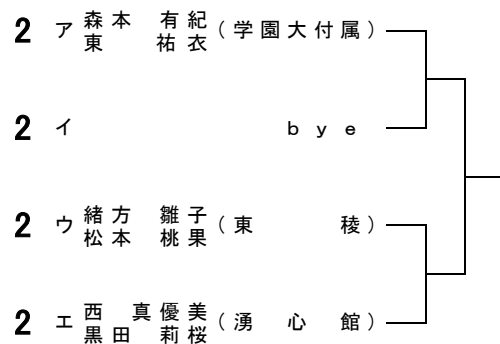 2 ア 森本 有紀 (学園大付属)
東 祐衣
2 イ bye
2 ウ 緒方 雛子 (東 稜)
松本 桃果
2 エ 西 真優美 (湧心館)
黒田 莉桜